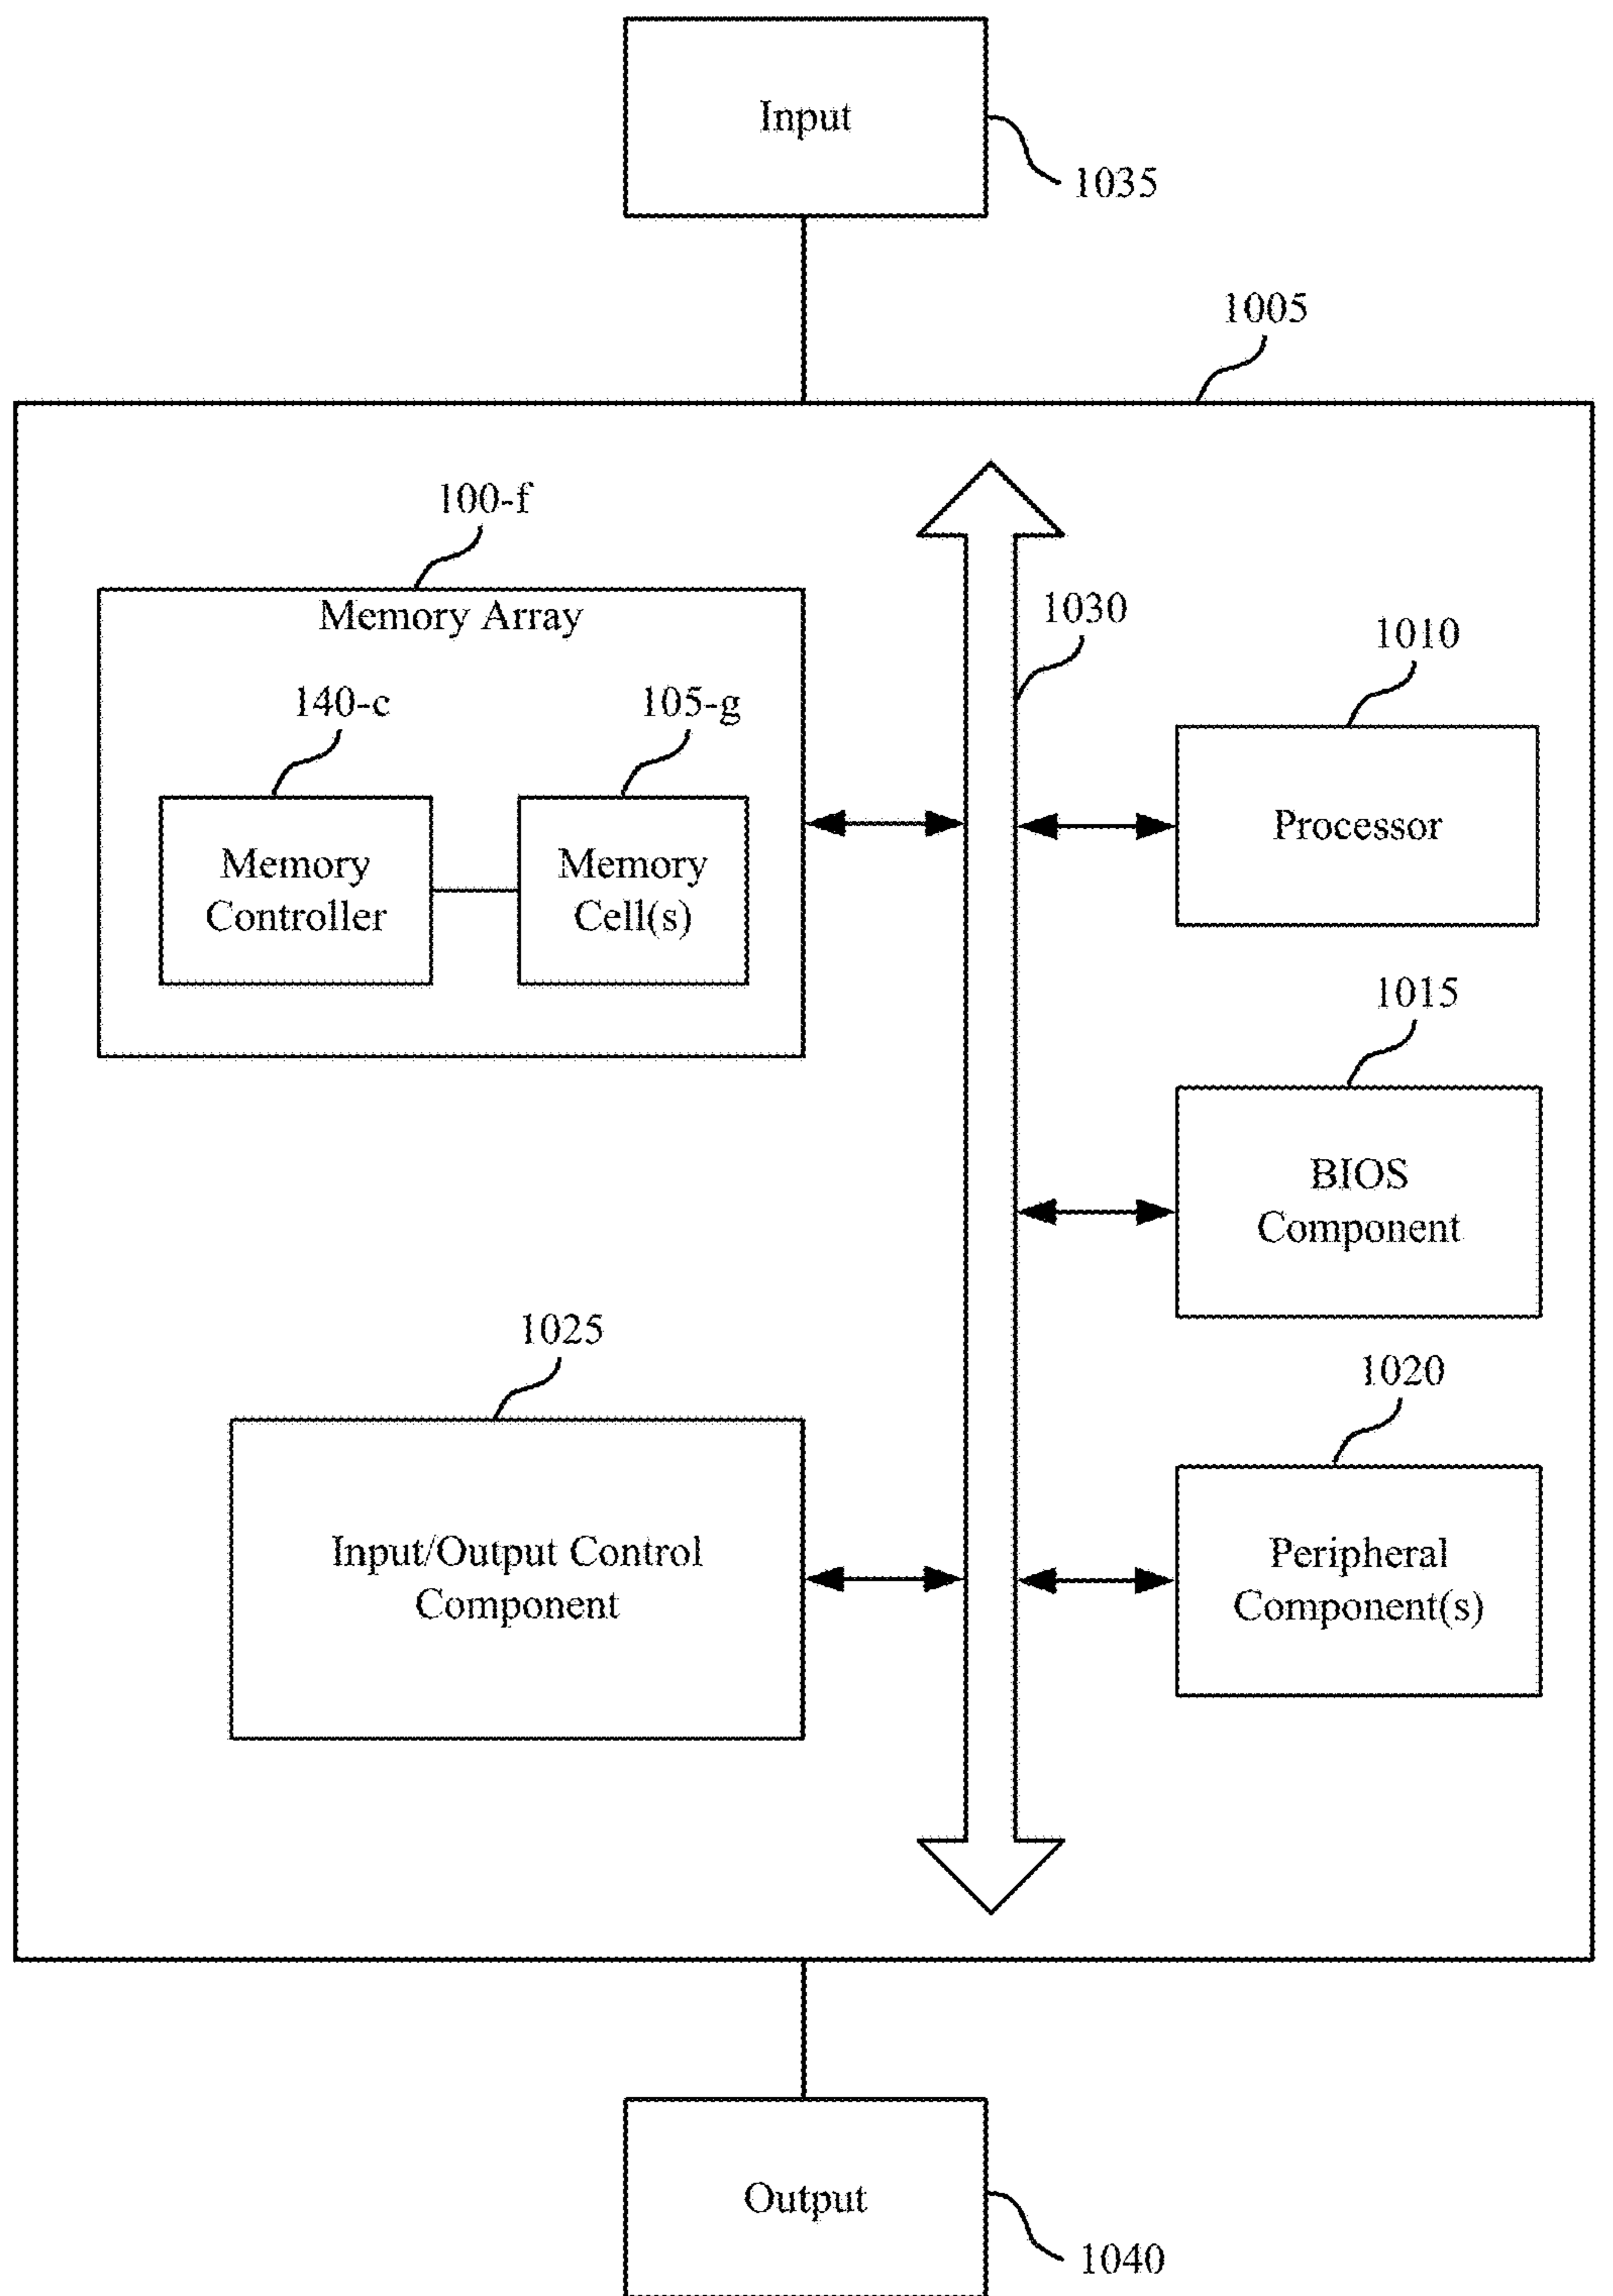 Input
1035
1005
100-f
Memory Array
1030
1010
140-c
105-g
Processor
Memory
Controller
Memory
Cell(s)
1015
BIOS
Component
1025
1020
Input/Output Control
Component
Peripheral
Component(s)
Output
1040